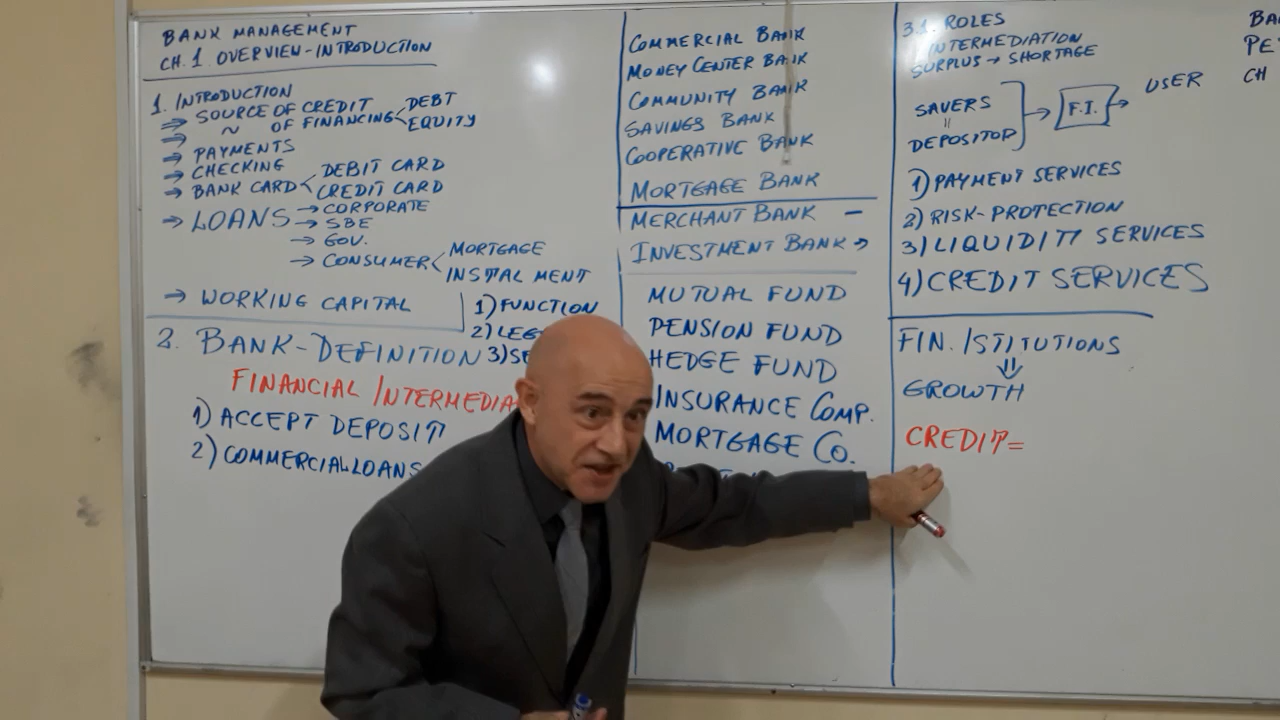 BANK MANAGEMENT
CH. 1 OVERVIEW-INTRODUCTION
1. INTRODUCTION
⇒ SOURCE OF CREDIT
⇒ ~ OF FINANCING < DEBT
EQUITY
→ PAYMENTS
→ CHECKING
→ BANK CARD < DEBIT CARD
CREDIT CARD
→ LOANS → CORPORATE
→ SBE
→ GOV.
→ CONSUMER < MORTGAGE
INSTALMENT
→ WORKING CAPITAL
1) FUNCTION
2) LEG
3) SE
2. BANK-DEFINITION
FINANCIAL INTERMEDIA
1) ACCEPT DEPOSIT
2) COMMERCIAL LOANS
COMMERCIAL BANK
MONEY CENTER BANK
COMMUNITY BANK
SAVINGS BANK
COOPERATIVE BANK
MORTGAGE BANK
MERCHANT BANK –
INVESTMENT BANK →
MUTUAL FUND
PENSION FUND
HEDGE FUND
INSURANCE COMP.
MORTGAGE CO.
3.1. ROLES
INTERMEDIATION
SURPLUS → SHORTAGE
SAVERS
=
DEPOSITOR
→ F.I. → USER
1) PAYMENT SERVICES
2) RISK-PROTECTION
3) LIQUIDITY SERVICES
4) CREDIT SERVICES
FIN. ISTITUTIONS
⇓
GROWTH
CREDIT =
BA
PE
CH